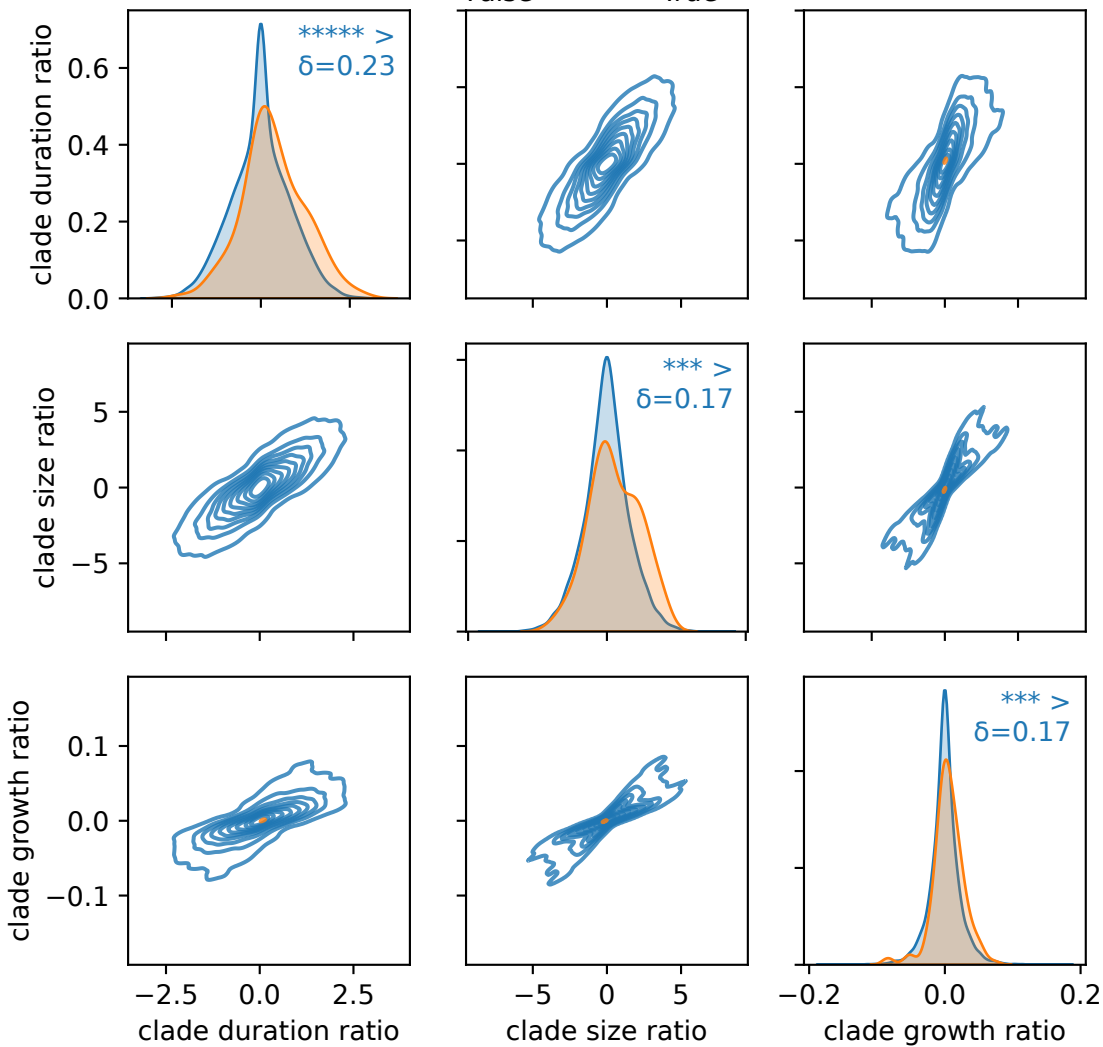 clade duration ratio
0.6
0.4
0.2
0.0
***** >
δ=0.23
clade size ratio
5
0
−5
*** >
δ=0.17
clade growth ratio
0.1
0.0
−0.1
*** >
δ=0.17
−2.5 0.0 2.5
−5 0 5
−0.2 0.0 0.2
clade duration ratio
clade size ratio
clade growth ratio